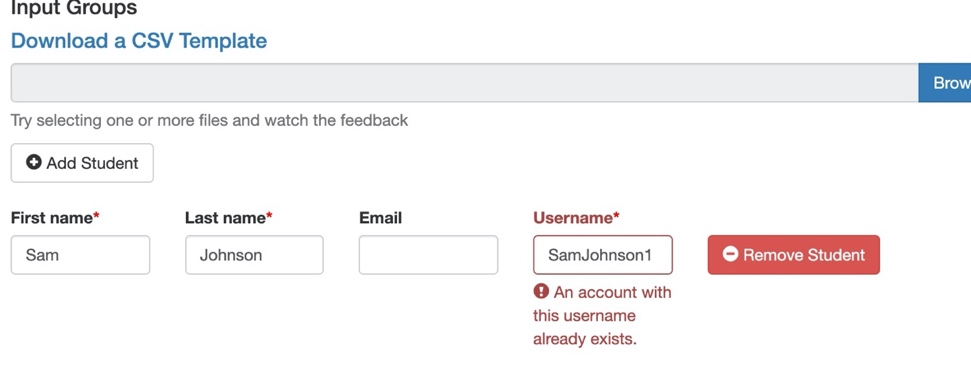 Input Groups
Download a CSV Template
Brow
Try selecting one or more files and watch the feedback
Add Student
First name* Last name* Email Username*
Sam Johnson SamJohnson1 Remove Student
An account with
this username
already exists.